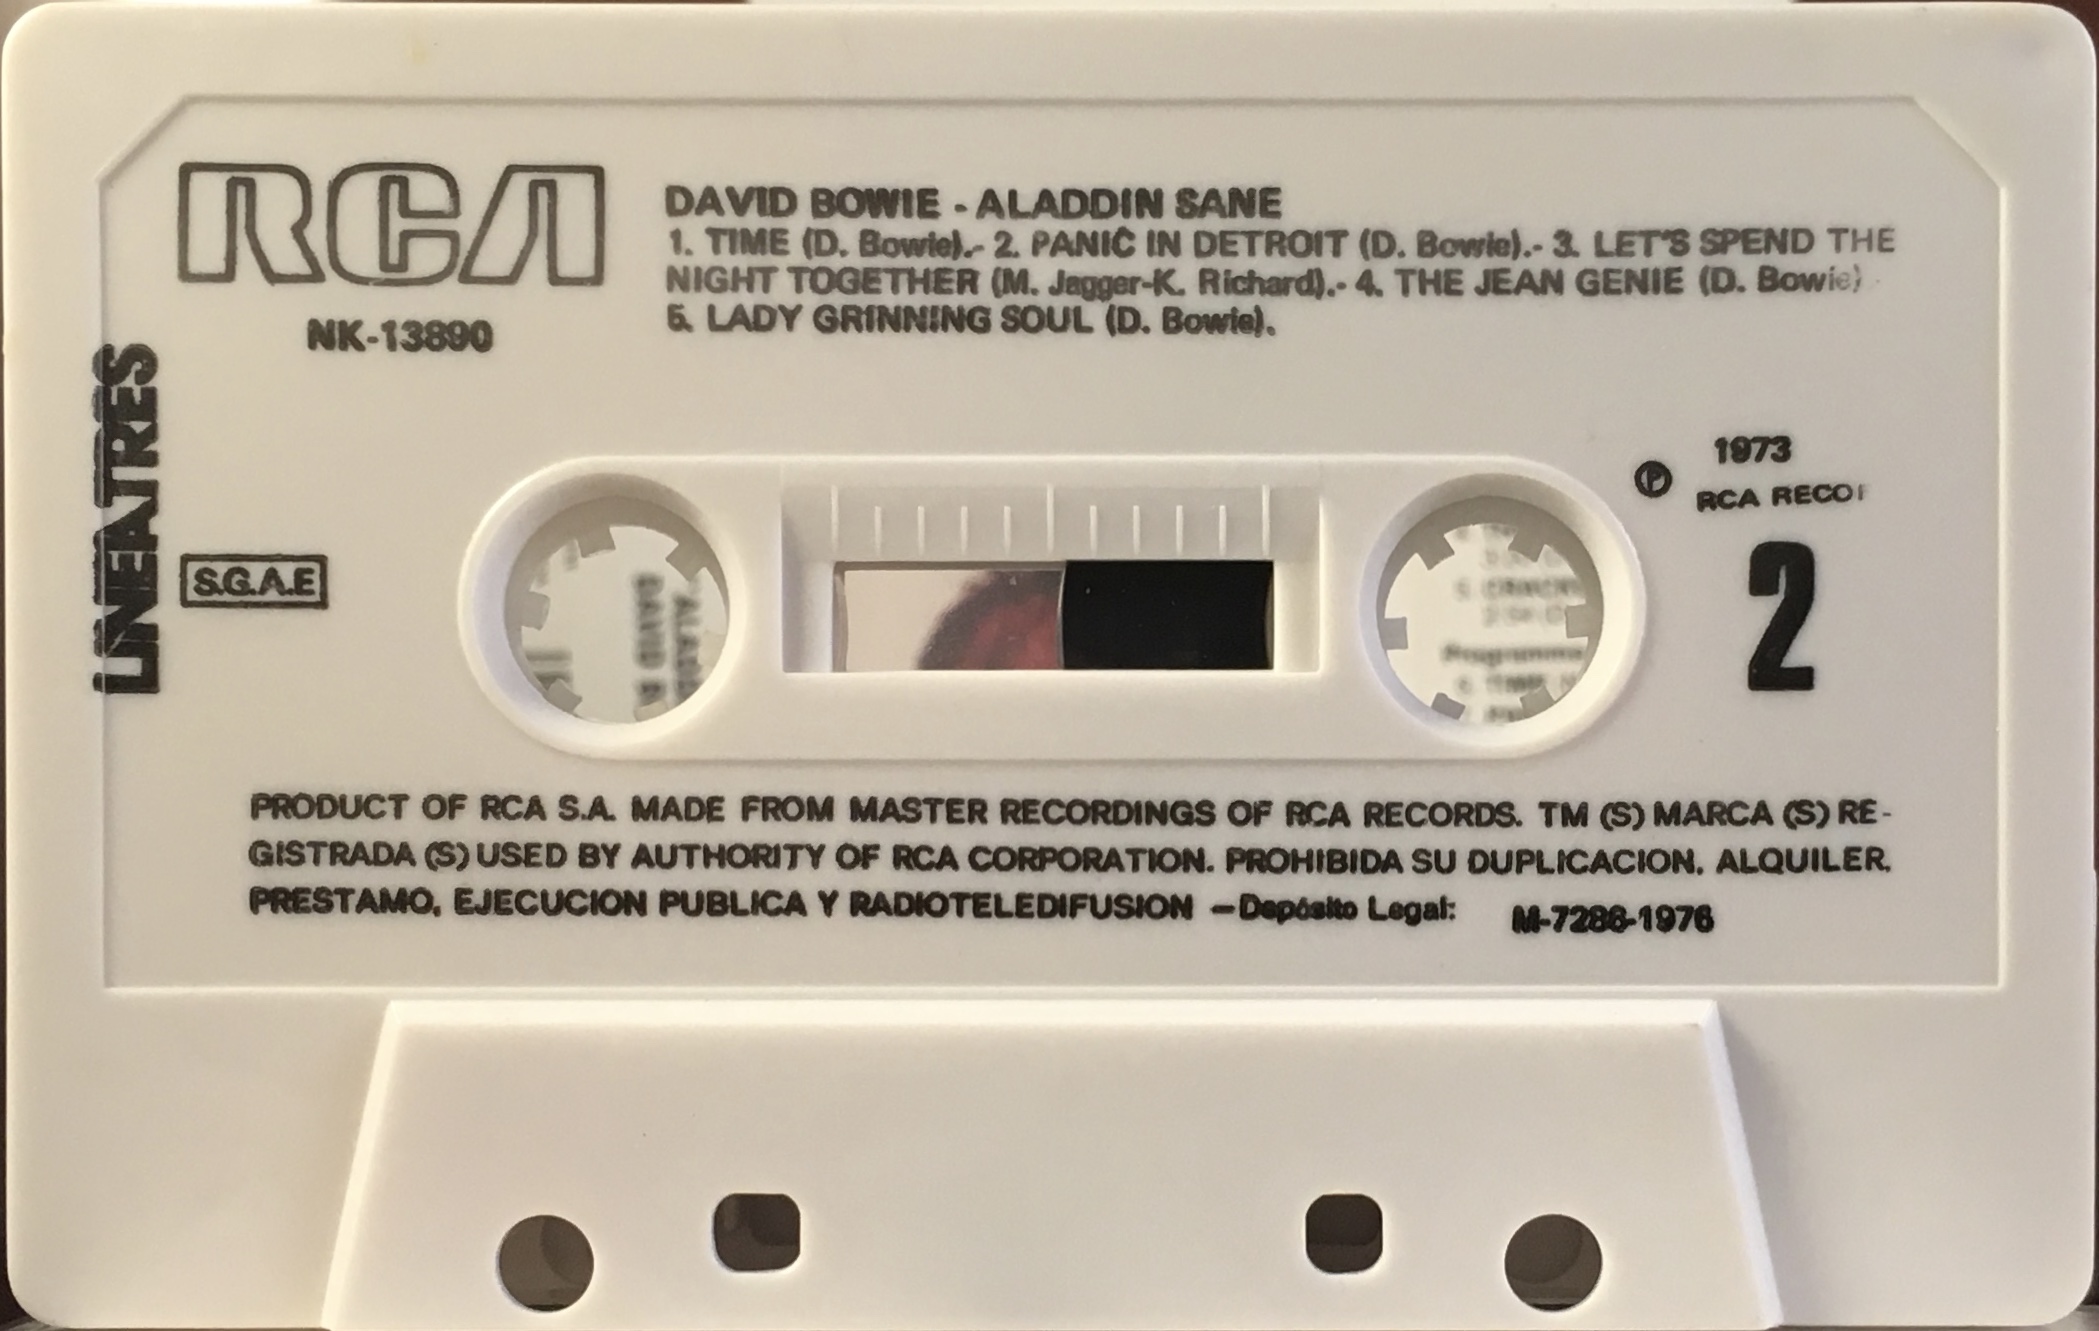 RCA
NK-13890
DAVID BOWIE - ALADDIN SANE
1. TIME (D. Bowie).- 2. PANIC IN DETROIT (D. Bowie).- 3. LET'S SPEND THE
NIGHT TOGETHER (M. Jagger-K. Richard).- 4. THE JEAN GENIE (D. Bowie)
5. LADY GRINNING SOUL (D. Bowie).
LINEATRES
S.G.A.E
℗ 1973
RCA RECOR
2
DAVID
Programma
PRODUCT OF RCA S.A. MADE FROM MASTER RECORDINGS OF RCA RECORDS. TM (S) MARCA (S) RE-
GISTRADA (S) USED BY AUTHORITY OF RCA CORPORATION. PROHIBIDA SU DUPLICACION, ALQUILER,
PRESTAMO, EJECUCION PUBLICA Y RADIOTELEDIFUSION — Depósito Legal: M-7286-1976